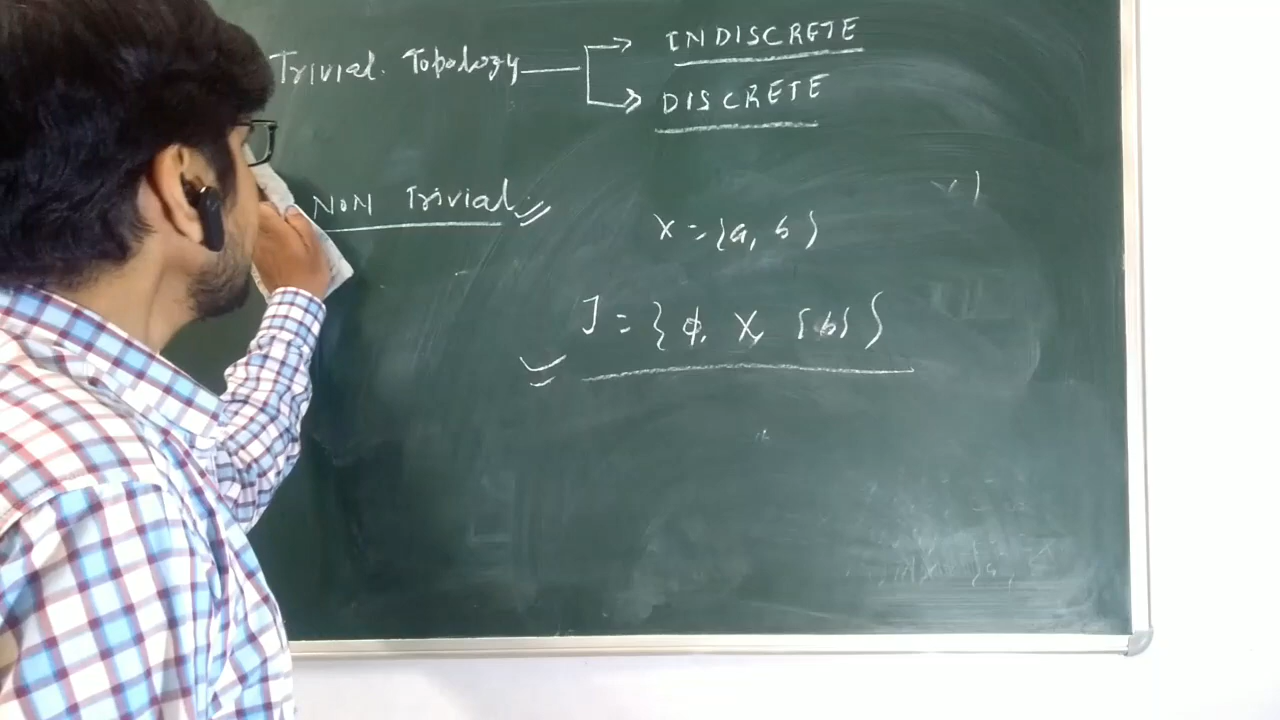 Trivial. Topology
INDISCRETE
DISCRETE
NON Trivial
X = {a, b}
J = {φ, X, {b}}